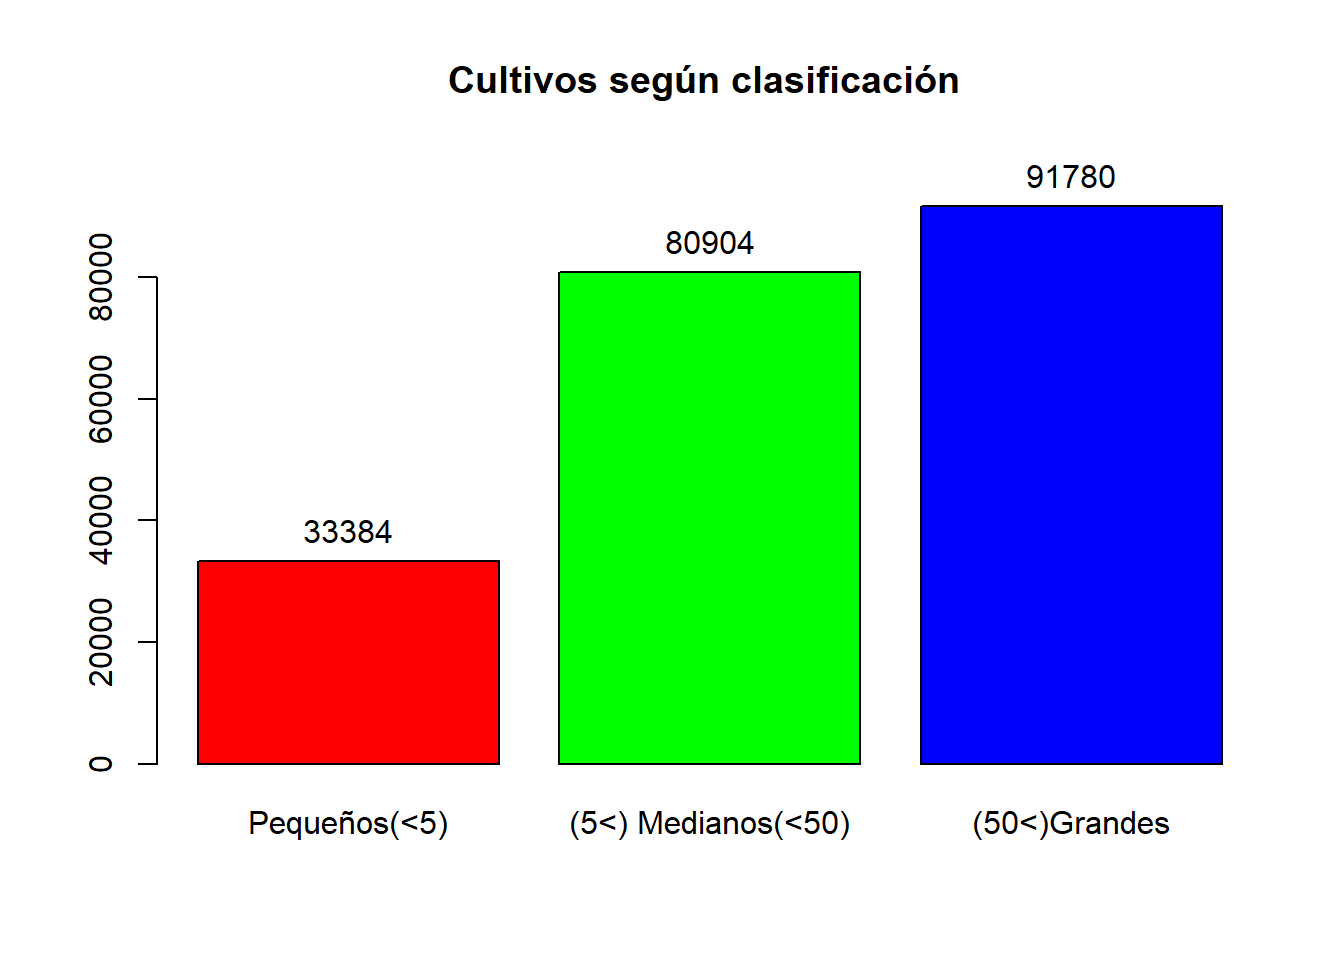 Cultivos según clasificación
91780
80904
33384
80000
60000
40000
20000
0
Pequeños(<5)
(5<) Medianos(<50)
(50<)Grandes